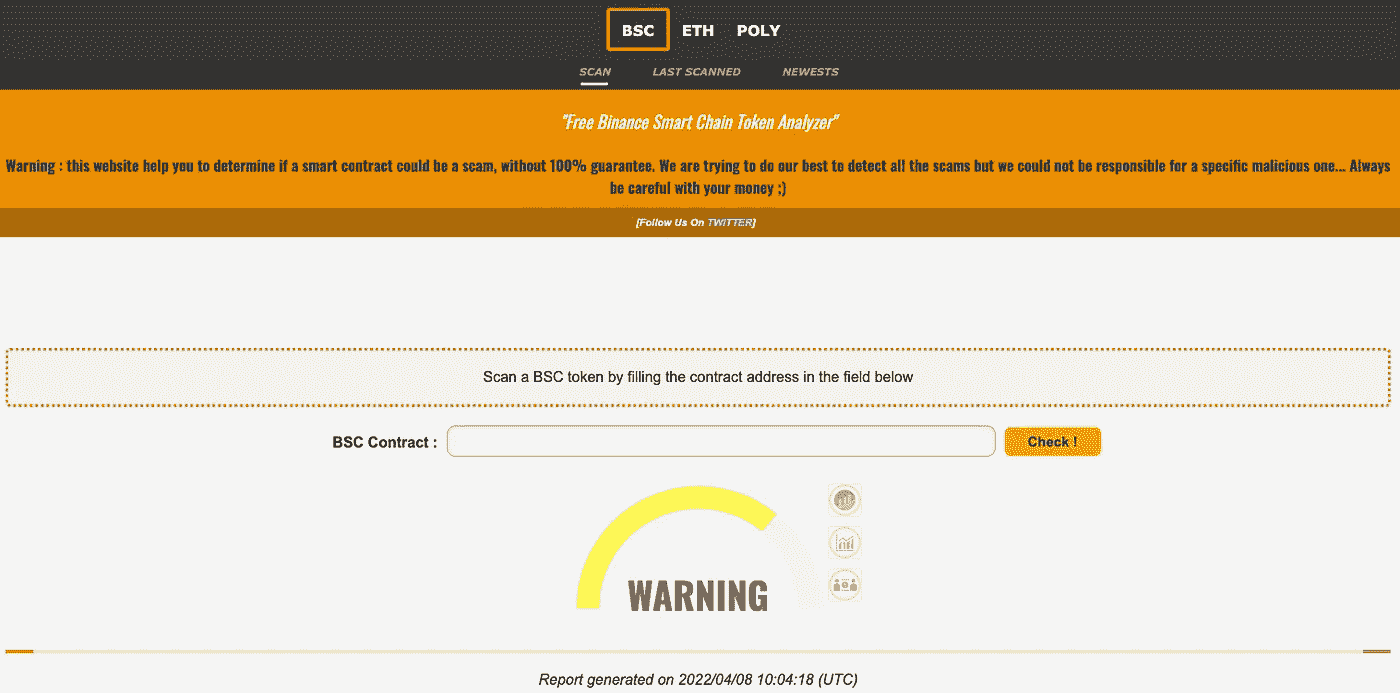 BSC ETH POLY
SCAN LAST SCANNED NEWESTS
"Free Binance Smart Chain Token Analyzer"
Warning : this website help you to determine if a smart contract could be a scam, without 100% guarantee. We are trying to do our best to detect all the scams but we could not be responsible for a specific malicious one... Always
be careful with your money ;)
[Follow Us On TWITTER]
Scan a BSC token by filling the contract address in the field below
BSC Contract : Check !
WARNING
Report generated on 2022/04/08 10:04:18 (UTC)